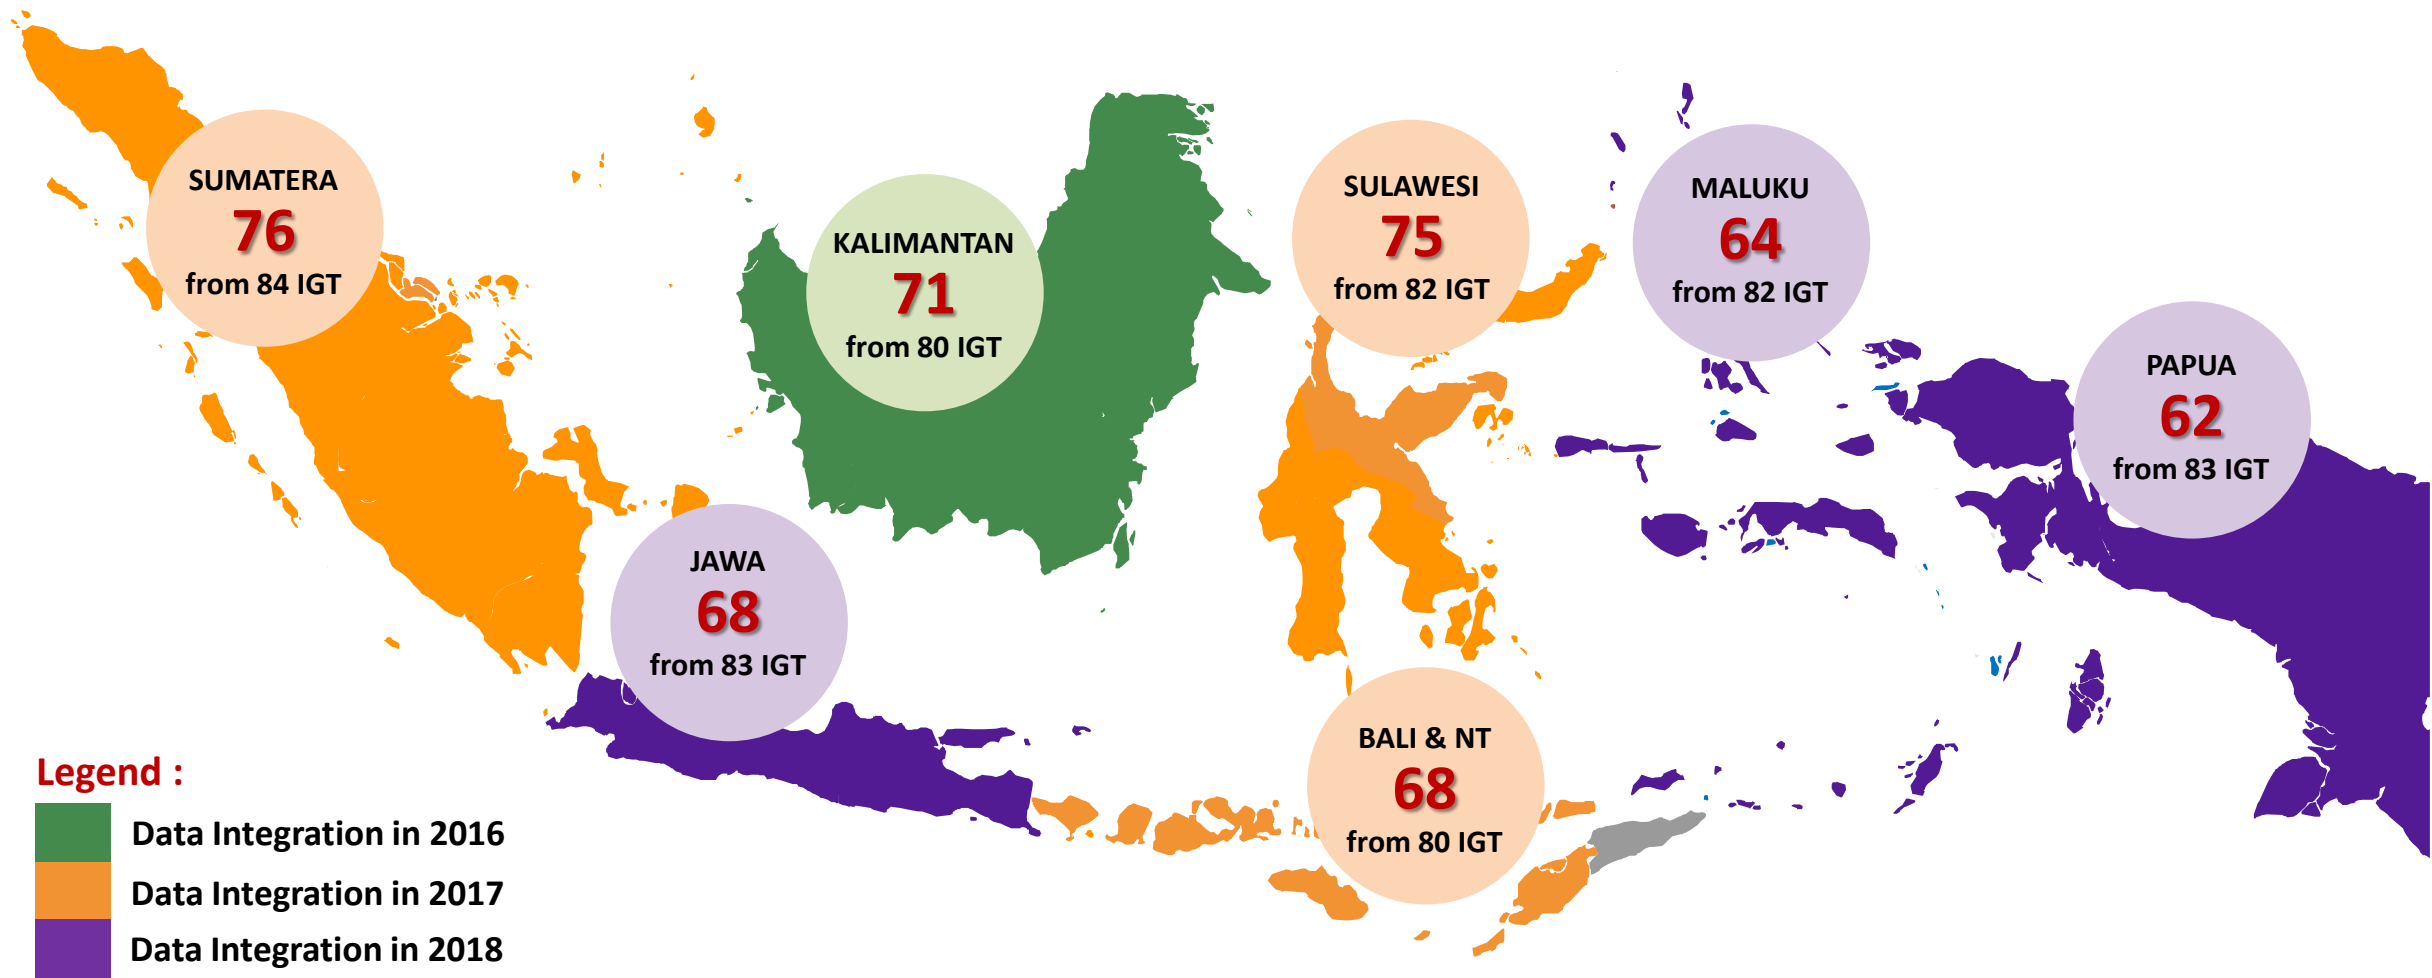 SUMATERA
76
from 84 IGT
KALIMANTAN
71
from 80 IGT
SULAWESI
75
from 82 IGT
MALUKU
64
from 82 IGT
PAPUA
62
from 83 IGT
JAWA
68
from 83 IGT
BALI & NT
68
from 80 IGT
Legend :
Data Integration in 2016
Data Integration in 2017
Data Integration in 2018